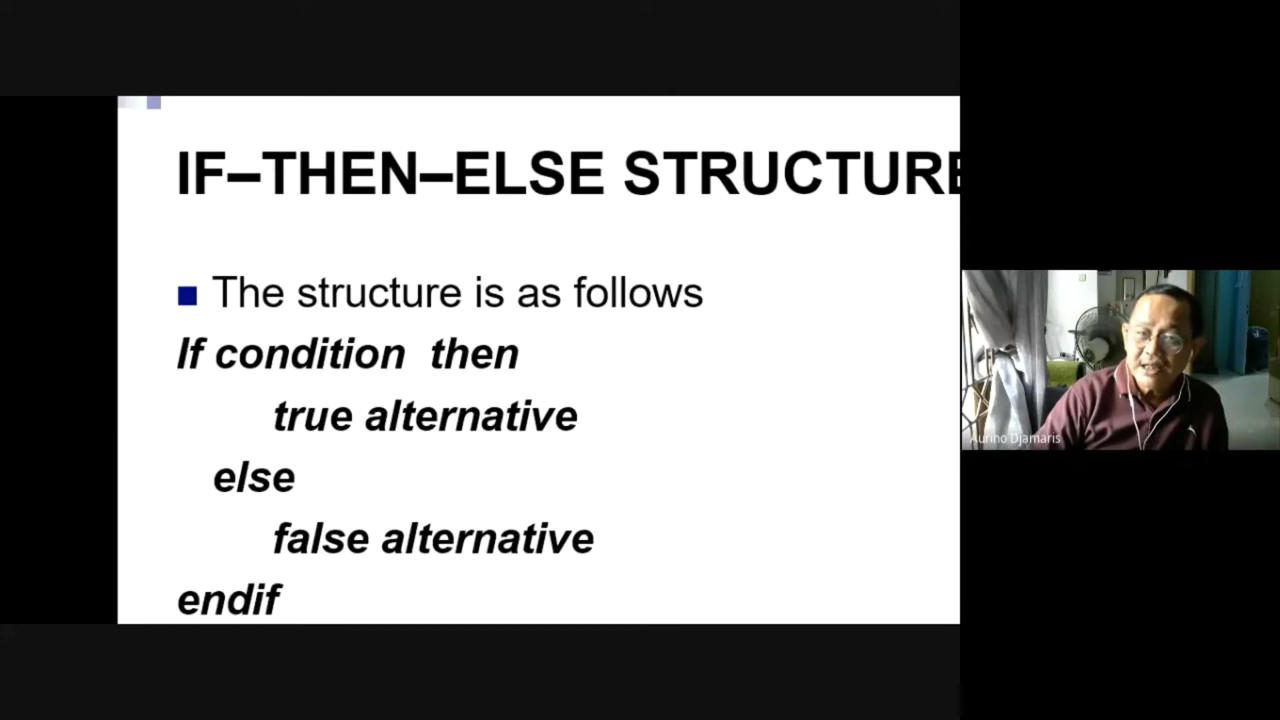 IF–THEN–ELSE STRUCTURE
The structure is as follows
If condition then
true alternative
else
false alternative
endif
Aurino Djamaris